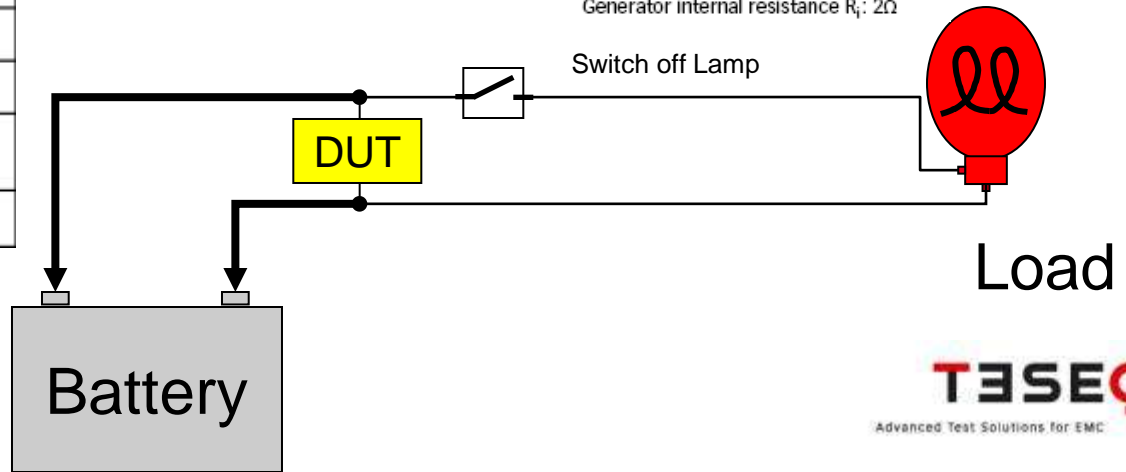 Generator internal resistance Ri: 2Ω
Switch off Lamp
DUT
Load
Battery
TESEQ
Advanced Test Solutions for EMC